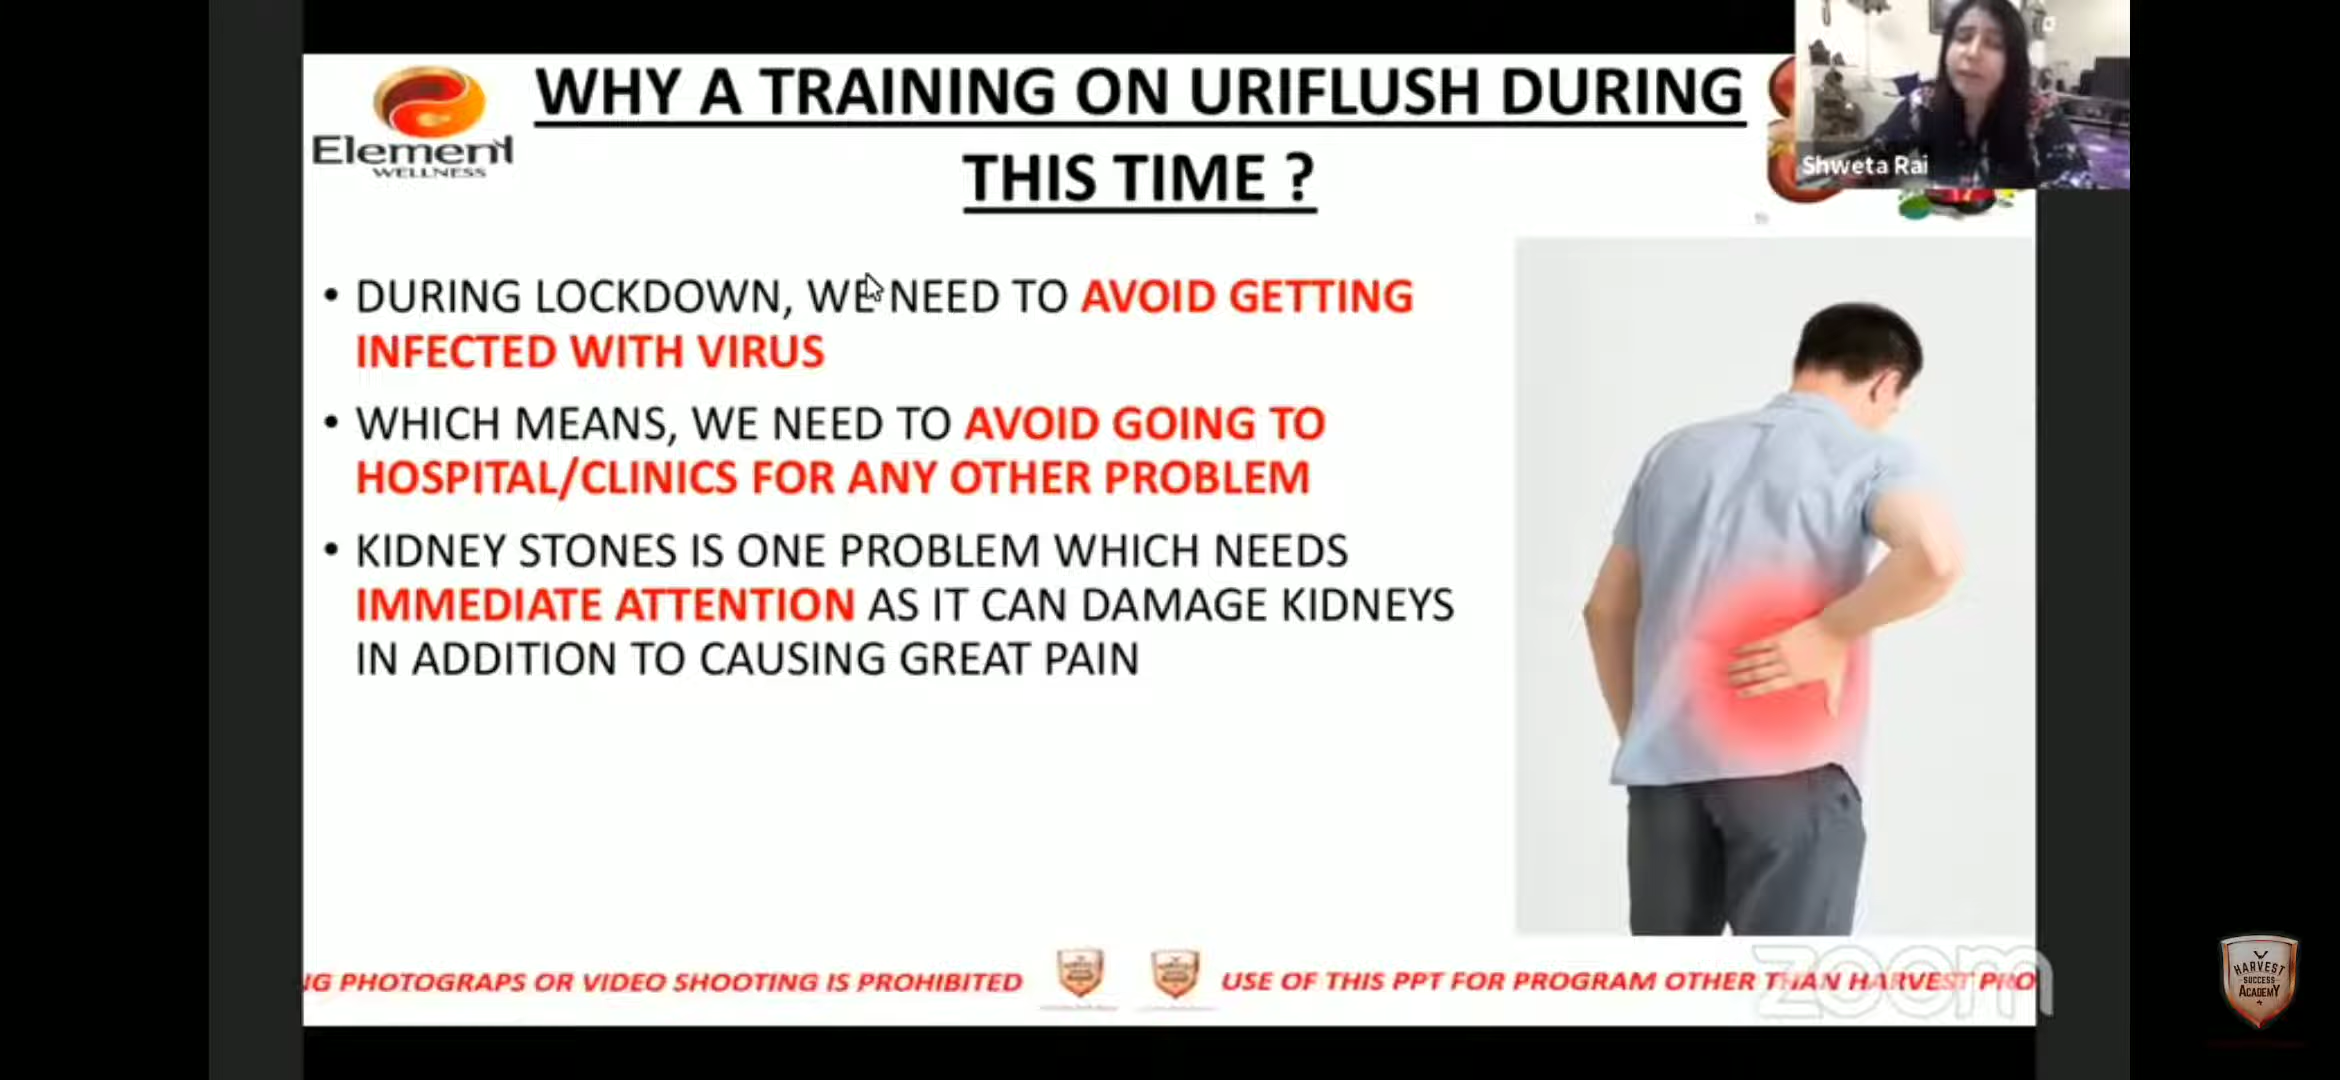 Element
WELLNESS
WHY A TRAINING ON URIFLUSH DURING
THIS TIME ?
Shweta Rai
• DURING LOCKDOWN, WE NEED TO AVOID GETTING
INFECTED WITH VIRUS
• WHICH MEANS, WE NEED TO AVOID GOING TO
HOSPITAL/CLINICS FOR ANY OTHER PROBLEM
• KIDNEY STONES IS ONE PROBLEM WHICH NEEDS
IMMEDIATE ATTENTION AS IT CAN DAMAGE KIDNEYS
IN ADDITION TO CAUSING GREAT PAIN
zoom
NG PHOTOGRAPS OR VIDEO SHOOTING IS PROHIBITED
USE OF THIS PPT FOR PROGRAM OTHER THAN HARVEST PRO
HARVEST
SUCCESS
ACADEMY